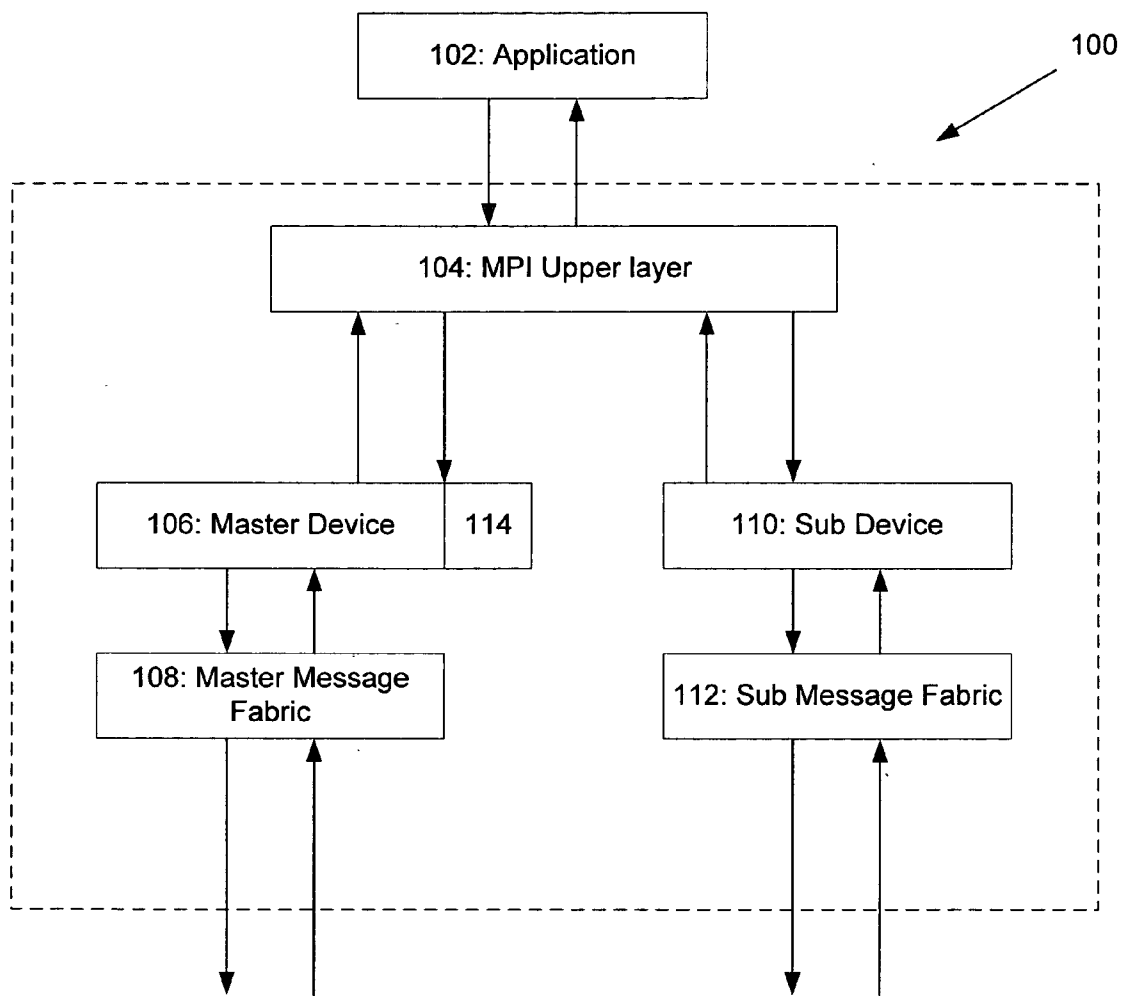 102: Application
100
104: MPI Upper layer
106: Master Device
114
110: Sub Device
108: Master Message
Fabric
112: Sub Message Fabric